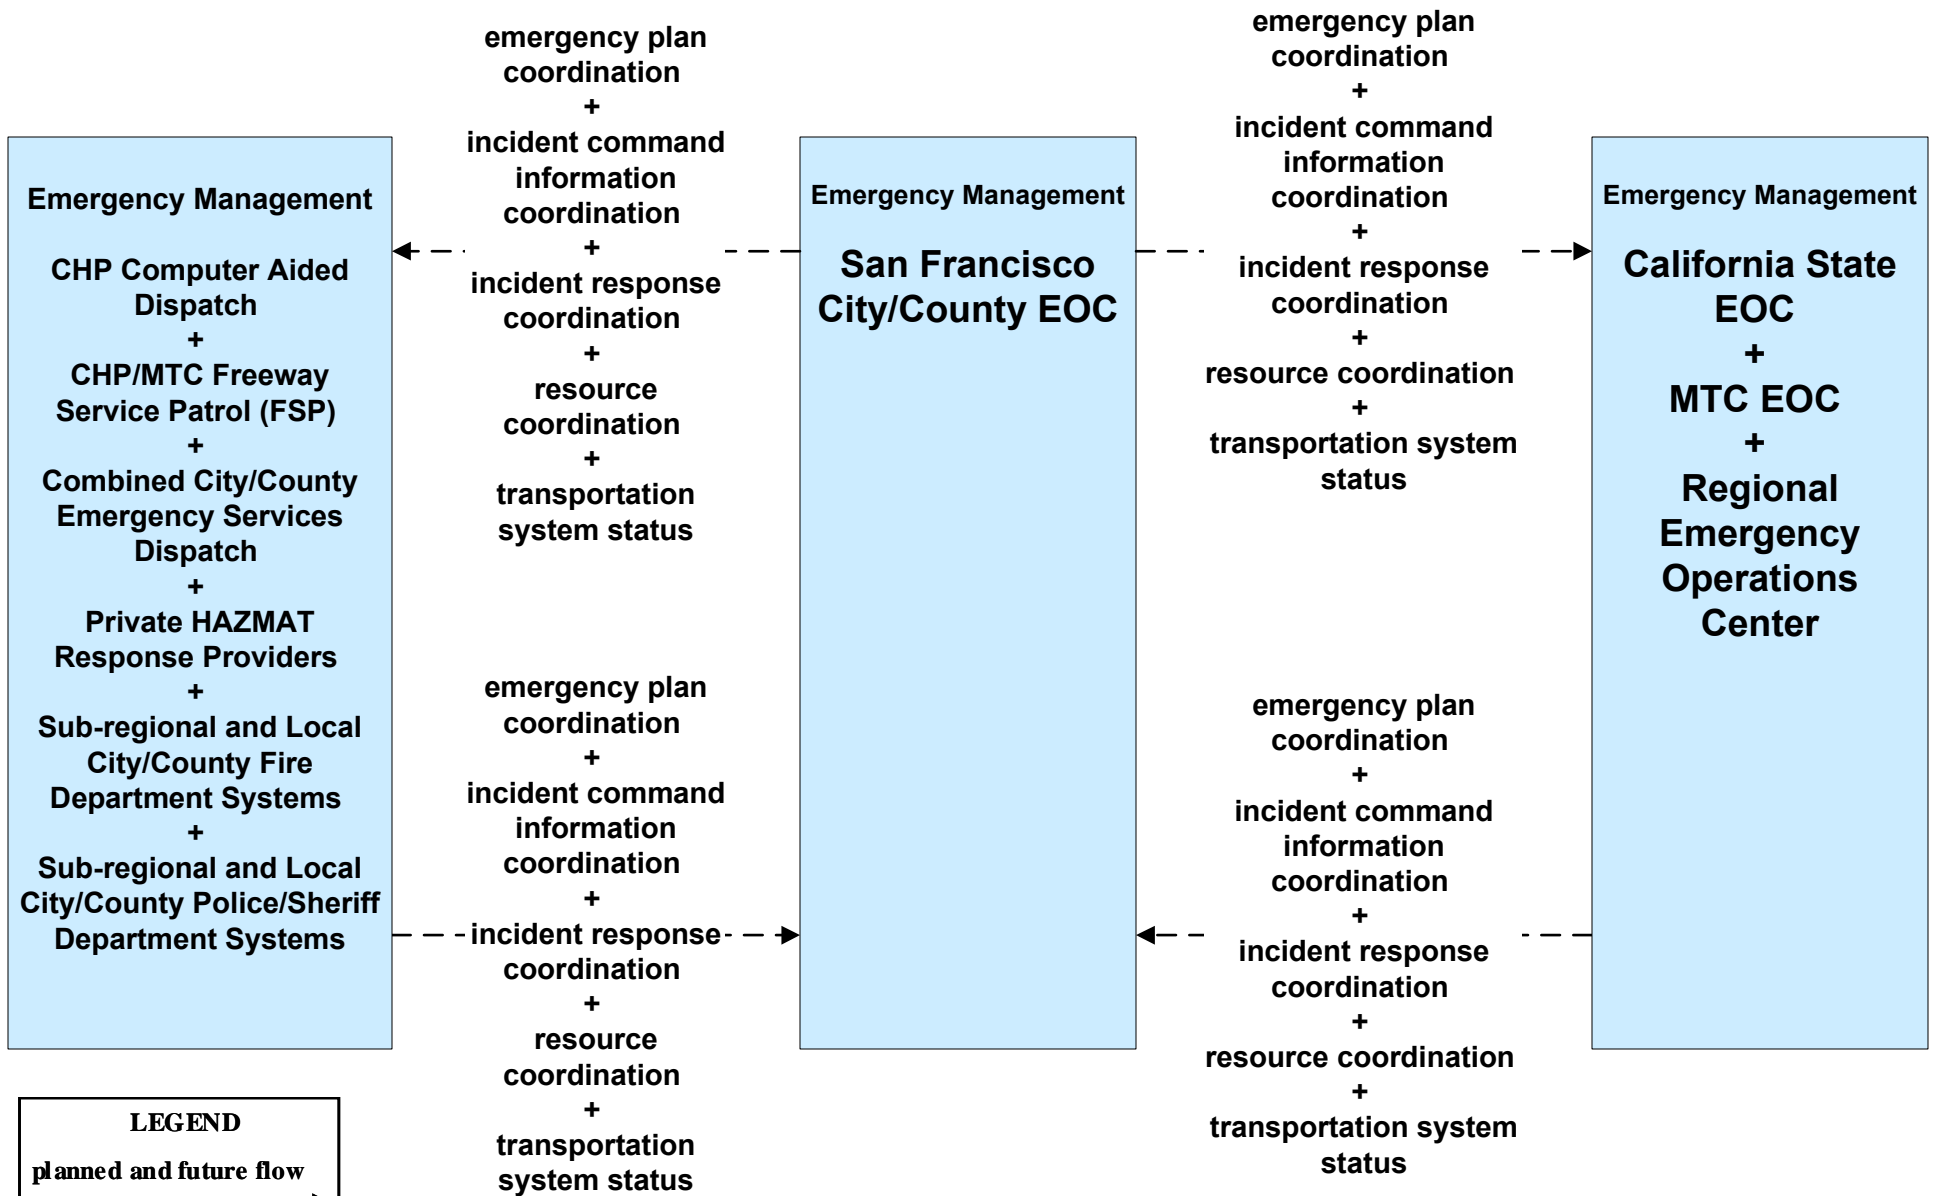 Emergency Management
CHP Computer Aided
Dispatch
+
CHP/MTC Freeway
Service Patrol (FSP)
+
Combined City/County
Emergency Services
Dispatch
+
Private HAZMAT
Response Providers
+
Sub-regional and Local
City/County Fire
Department Systems
+
Sub-regional and Local
City/County Police/Sheriff
Department Systems
emergency plan
coordination
+
incident command
information
coordination
+
incident response
coordination
+
resource
coordination
+
transportation
system status
emergency plan
coordination
+
incident command
information
coordination
+
incident response
coordination
+
resource
coordination
+
transportation
system status
Emergency Management
San Francisco
City/County EOC
emergency plan
coordination
+
incident command
information
coordination
+
incident response
coordination
+
resource coordination
+
transportation system
status
emergency plan
coordination
+
incident command
information
coordination
+
incident response
coordination
+
resource coordination
+
transportation system
status
Emergency Management
California State
EOC
+
MTC EOC
+
Regional
Emergency
Operations
Center
LEGEND
planned and future flow